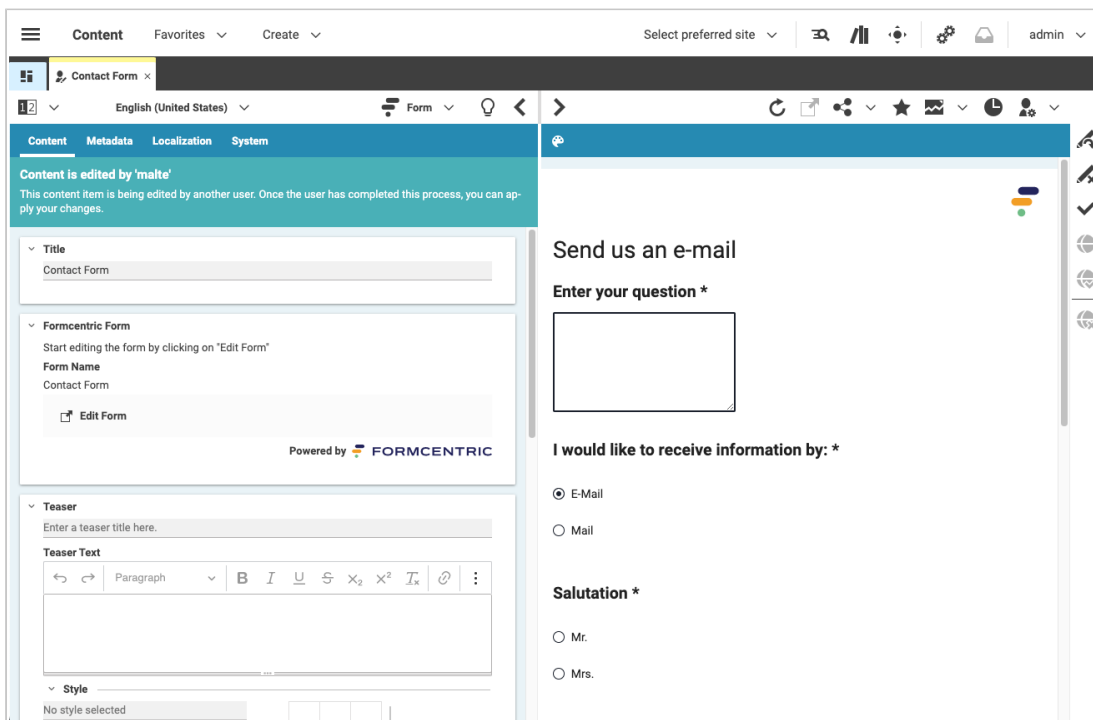 Content Favorites Create Select preferred site admin
Contact Form ×
12 English (United States) Form
Content Metadata Localization System
Content is edited by 'malte'
This content item is being edited by another user. Once the user has completed this process, you can ap-
ply your changes.
Title
Contact Form
Formcentric Form
Start editing the form by clicking on "Edit Form"
Form Name
Contact Form
Edit Form
Powered by FORMCENTRIC
Teaser
Enter a teaser title here.
Teaser Text
Paragraph B I U S X₂ X² Tx
Style
No style selected
Send us an e-mail
Enter your question *
I would like to receive information by: *
E-Mail
Mail
Salutation *
Mr.
Mrs.